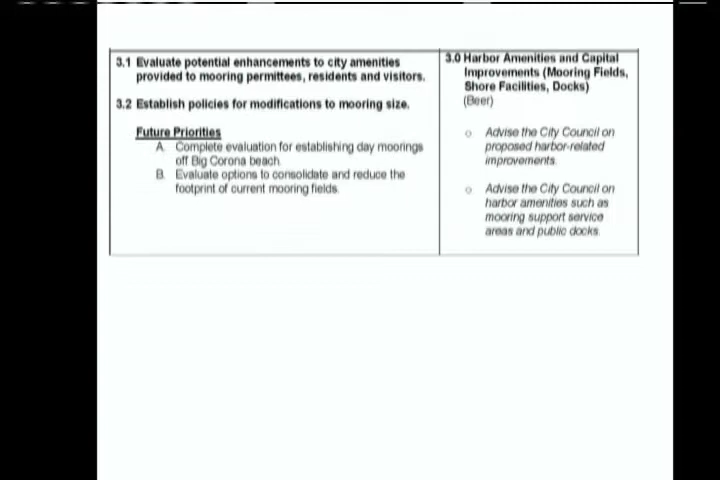 3.1 Evaluate potential enhancements to city amenities
provided to mooring permittees, residents and visitors.
3.2 Establish policies for modifications to mooring size.
Future Priorities
A. Complete evaluation for establishing day moorings
off Big Corona beach.
B. Evaluate options to consolidate and reduce the
footprint of current mooring fields.
3.0 Harbor Amenities and Capital
Improvements (Mooring Fields,
Shore Facilities, Docks)
(Beer)
o Advise the City Council on
proposed harbor-related
improvements.
o Advise the City Council on
harbor amenities such as
mooring support service
areas and public docks.